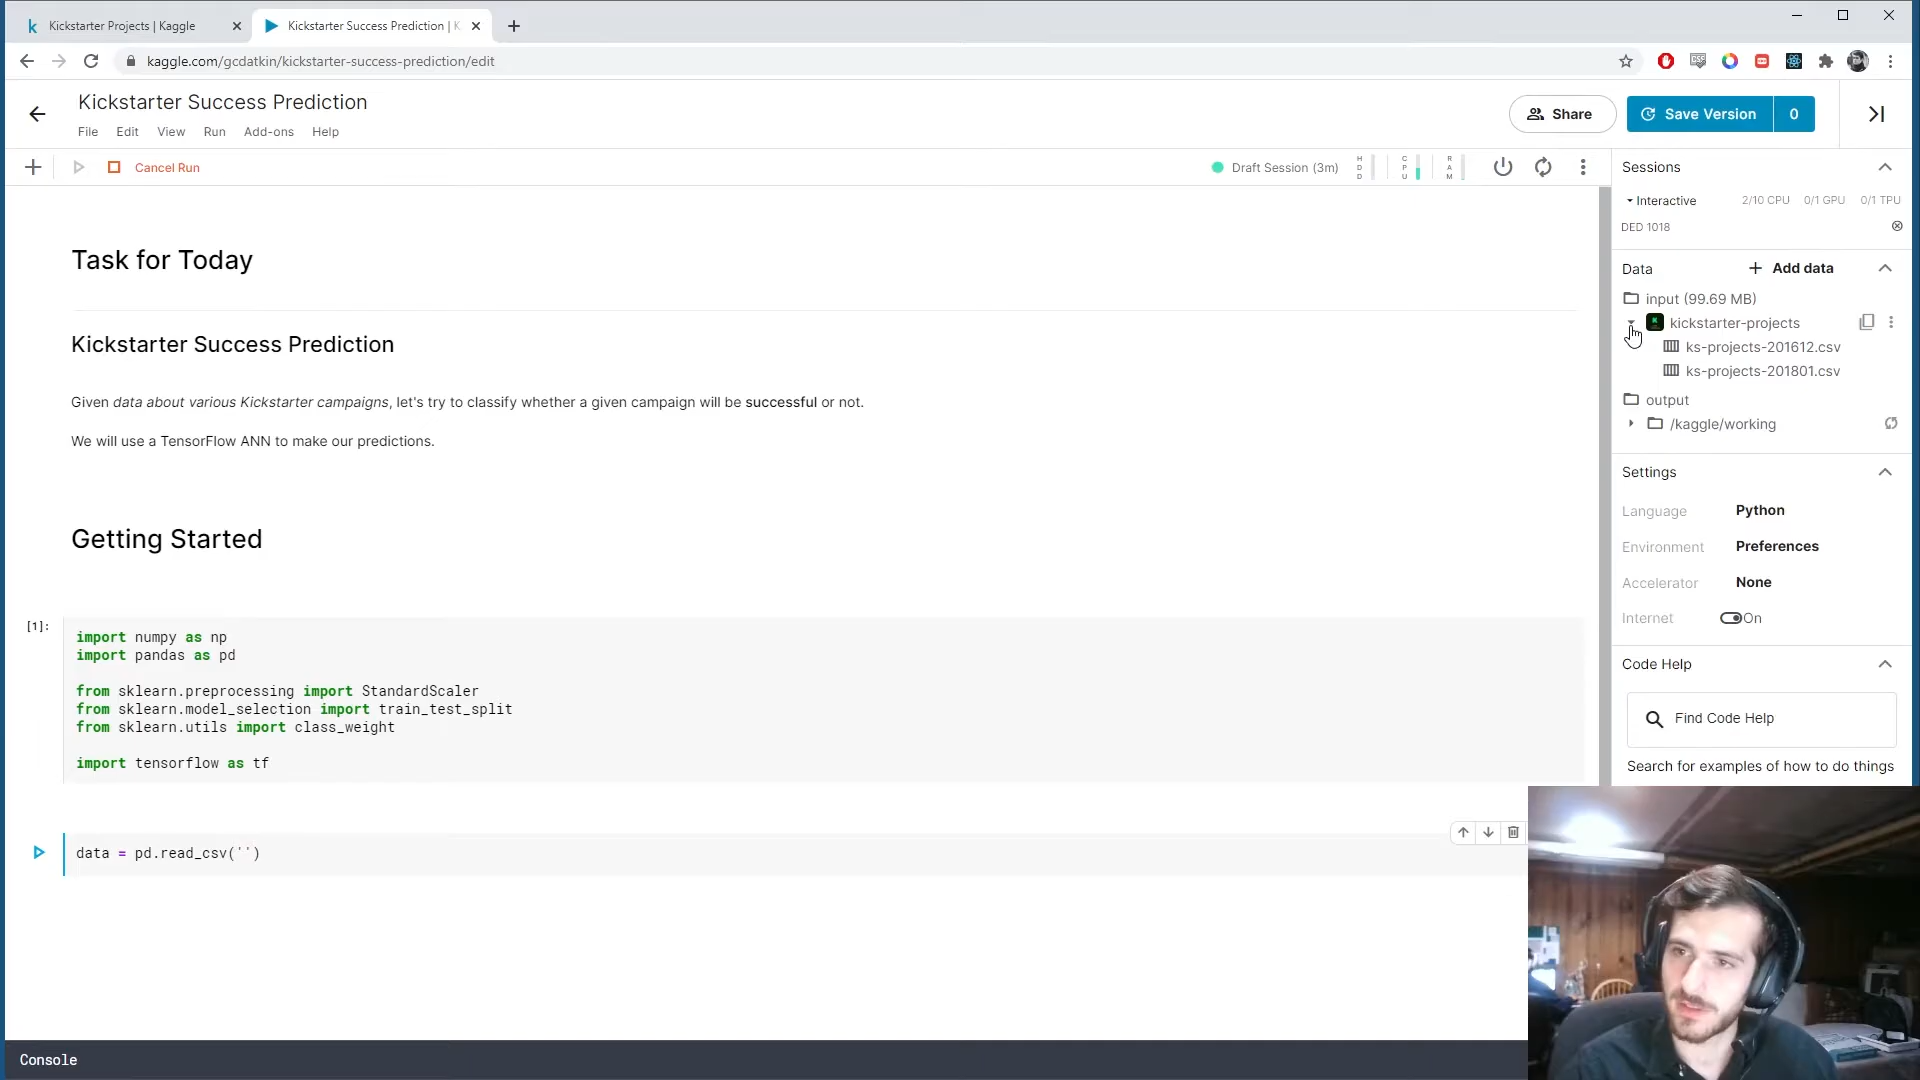 Kickstarter Projects | Kaggle
Kickstarter Success Prediction | K
kaggle.com/gcdatkin/kickstarter-success-prediction/edit
Kickstarter Success Prediction
File Edit View Run Add-ons Help
Share
Save Version 0
Cancel Run
Draft Session (3m)
HDD
CPU
RAM
Sessions
Interactive 2/10 CPU 0/1 GPU 0/1 TPU
DED 1018
Data + Add data
input (99.69 MB)
kickstarter-projects
ks-projects-201612.csv
ks-projects-201801.csv
output
/kaggle/working
Settings
Language Python
Environment Preferences
Accelerator None
Internet On
Code Help
Find Code Help
Search for examples of how to do things
Task for Today
Kickstarter Success Prediction
Given data about various Kickstarter campaigns, let's try to classify whether a given campaign will be successful or not.
We will use a TensorFlow ANN to make our predictions.
Getting Started
[1]:
import numpy as np
import pandas as pd
from sklearn.preprocessing import StandardScaler
from sklearn.model_selection import train_test_split
from sklearn.utils import class_weight
import tensorflow as tf
data = pd.read_csv('')
Console